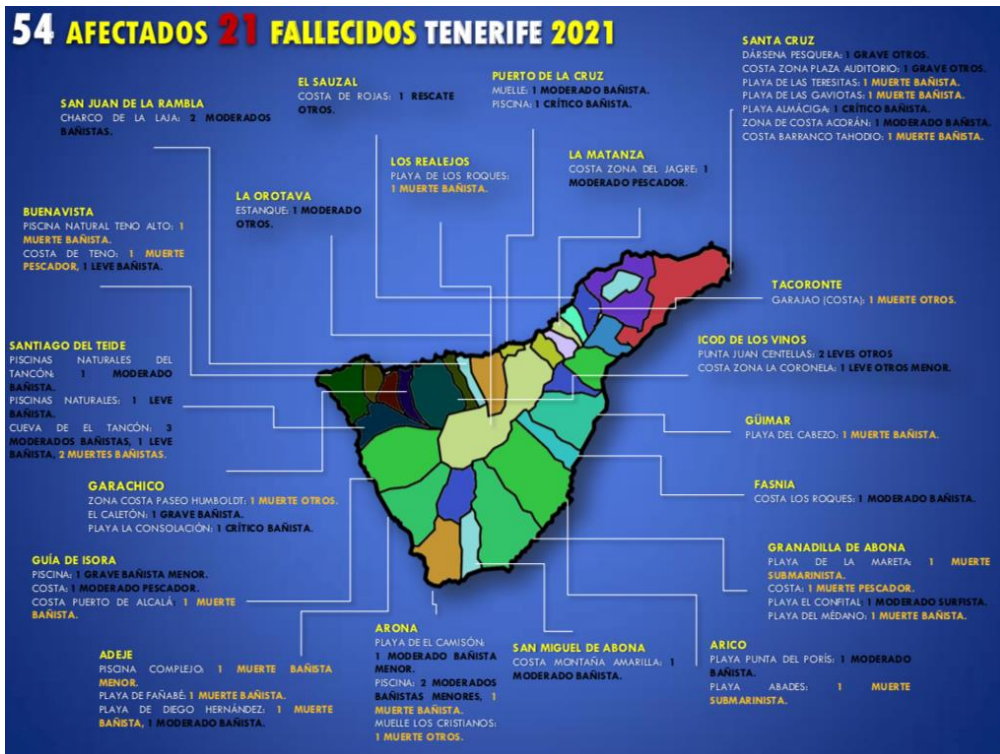 54 AFECTADOS 21 FALLECIDOS TENERIFE 2021
SANTA CRUZ
DÁRSENA PESQUERA: 1 GRAVE OTROS.
COSTA ZONA PLAZA AUDITORIO: 1 GRAVE OTROS.
PLAYA DE LAS TERESITAS: 1 MUERTE BAÑISTA.
PLAYA DE LAS GAVIOTAS: 1 MUERTE BAÑISTA.
PLAYA ALMÁCIGA: 1 CRÍTICO BAÑISTA.
ZONA DE COSTA ACORÁN: 1 MODERADO BAÑISTA.
COSTA BARRANCO TAHODIO: 1 MUERTE BAÑISTA.
PUERTO DE LA CRUZ
MUELLE: 1 MODERADO BAÑISTA.
PISCINA: 1 CRÍTICO BAÑISTA.
EL SAUZAL
COSTA DE ROJAS: 1 RESCATE
OTROS.
SAN JUAN DE LA RAMBLA
CHARCO DE LA LAJA: 2 MODERADOS
BAÑISTAS.
LOS REALEJOS
PLAYA DE LOS ROQUES:
1 MUERTE BAÑISTA.
LA MATANZA
COSTA ZONA DEL JAGRE: 1
MODERADO PESCADOR.
LA OROTAVA
ESTANQUE: 1 MODERADO
OTROS.
BUENAVISTA
PISCINA NATURAL TENO ALTO: 1
MUERTE BAÑISTA.
COSTA DE TENO: 1 MUERTE
PESCADOR, 1 LEVE BAÑISTA.
TACORONTE
GARAJAO (COSTA): 1 MUERTE OTROS.
SANTIAGO DEL TEIDE
PISCINAS NATURALES DEL
TANCÓN: 1 MODERADO
BAÑISTA.
PISCINAS NATURALES: 1 LEVE
BAÑISTA.
CUEVA DE EL TANCÓN: 3
MODERADOS BAÑISTAS, 1 LEVE
BAÑISTA, 2 MUERTES BAÑISTAS.
ICOD DE LOS VINOS
PUNTA JUAN CENTELLAS: 2 LEVES OTROS
COSTA ZONA LA CORONELA: 1 LEVE OTROS MENOR.
GÜIMAR
PLAYA DEL CABEZO: 1 MUERTE BAÑISTA.
GARACHICO
ZONA COSTA PASEO HUMBOLDT: 1 MUERTE OTROS.
EL CALETÓN: 1 GRAVE BAÑISTA.
PLAYA LA CONSOLACIÓN: 1 CRÍTICO BAÑISTA.
FASNIA
COSTA LOS ROQUES: 1 MODERADO BAÑISTA.
GUÍA DE ISORA
PISCINA: 1 GRAVE BAÑISTA MENOR.
COSTA: 1 MODERADO PESCADOR.
COSTA PUERTO DE ALCALÁ: 1 MUERTE
BAÑISTA.
GRANADILLA DE ABONA
PLAYA DE LA MARETA: 1 MUERTE
SUBMARINISTA.
COSTA: 1 MUERTE PESCADOR.
PLAYA EL CONFITAL: 1 MODERADO SURFISTA.
PLAYA DEL MÉDANO: 1 MUERTE BAÑISTA.
ADEJE
PISCINA COMPLEJO: 1 MUERTE BAÑISTA
MENOR.
PLAYA DE FAÑABÉ: 1 MUERTE BAÑISTA.
PLAYA DE DIEGO HERNÁNDEZ: 1 MUERTE
BAÑISTA, 1 MODERADO BAÑISTA.
ARONA
PLAYA DE EL CAMISÓN:
1 MODERADO BAÑISTA
MENOR.
PISCINA: 2 MODERADOS
BAÑISTAS MENORES, 1
MUERTE BAÑISTA.
MUELLE LOS CRISTIANOS:
1 MUERTE OTROS.
SAN MIGUEL DE ABONA
COSTA MONTAÑA AMARILLA: 1
MODERADO BAÑISTA.
ARICO
PLAYA PUNTA DEL PORÍS: 1 MODERADO
BAÑISTA.
PLAYA ABADES: 1 MUERTE
SUBMARINISTA.